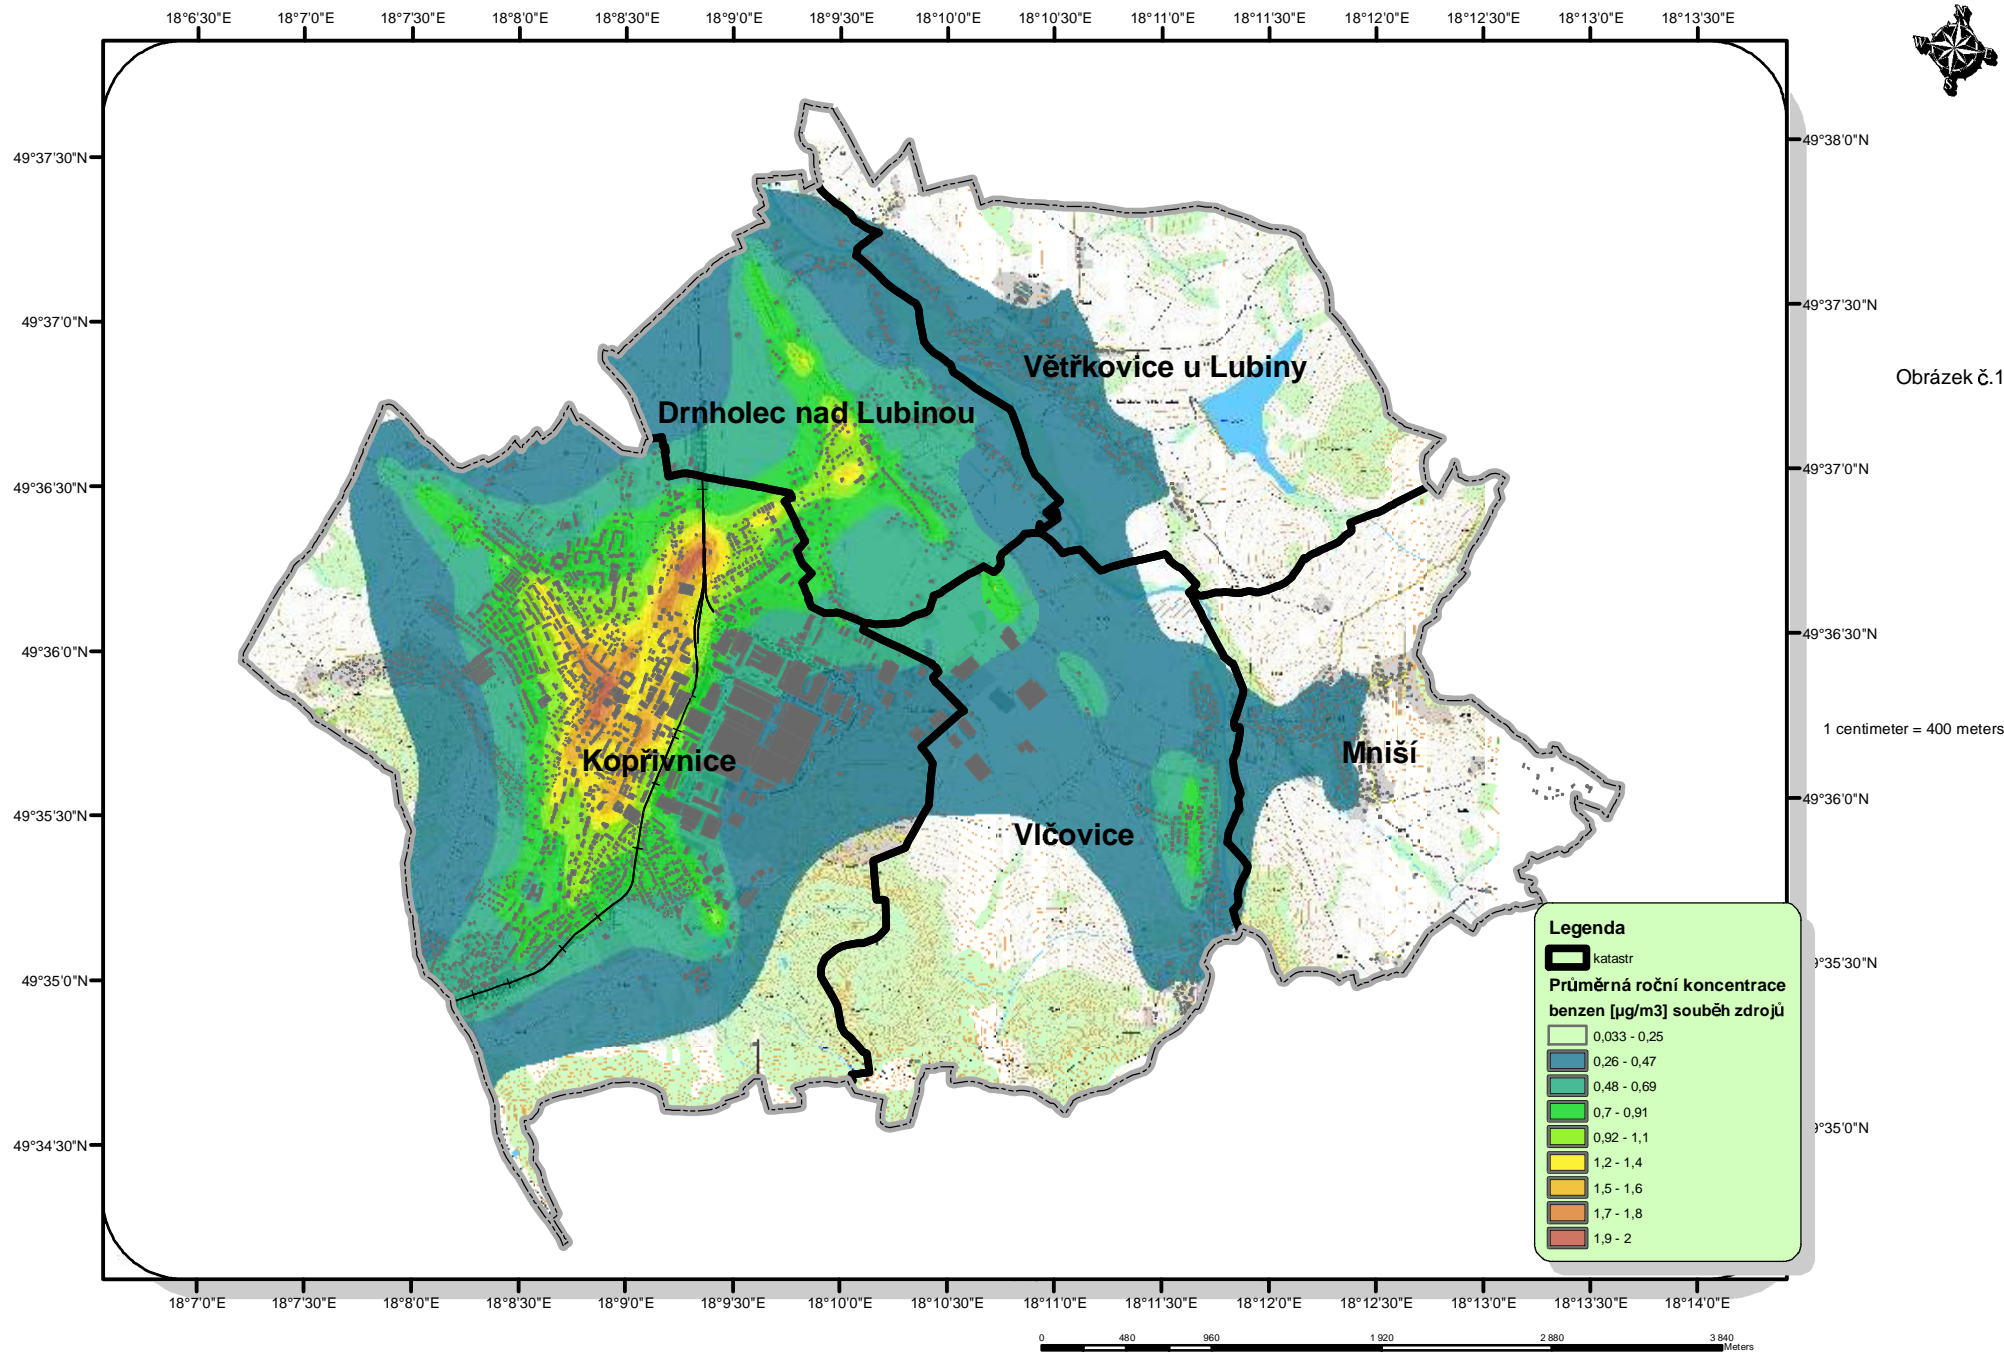 18°6'30"E 18°7'0"E 18°7'30"E 18°8'0"E 18°8'30"E 18°9'0"E 18°9'30"E 18°10'0"E 18°10'30"E 18°11'0"E 18°11'30"E 18°12'0"E 18°12'30"E 18°13'0"E 18°13'30"E
49°37'30"N
49°37'0"N
49°36'30"N
49°36'0"N
49°35'30"N
49°35'0"N
49°34'30"N
49°38'0"N
49°37'30"N
49°37'0"N
49°36'30"N
49°36'0"N
9°35'30"N
9°35'0"N
Obrázek č.1
1 centimeter = 400 meters
Větřkovice u Lubiny
Drnholec nad Lubinou
Kopřivnice
Mniší
Vlčovice
Legenda
katastr
Průměrná roční koncentrace
benzen [µg/m3] souběh zdrojů
0,033 - 0,25
0,26 - 0,47
0,48 - 0,69
0,7 - 0,91
0,92 - 1,1
1,2 - 1,4
1,5 - 1,6
1,7 - 1,8
1,9 - 2
18°7'0"E 18°7'30"E 18°8'0"E 18°8'30"E 18°9'0"E 18°9'30"E 18°10'0"E 18°10'30"E 18°11'0"E 18°11'30"E 18°12'0"E 18°12'30"E 18°13'0"E 18°13'30"E 18°14'0"E
0 480 960 1 920 2 880 3 840
Meters